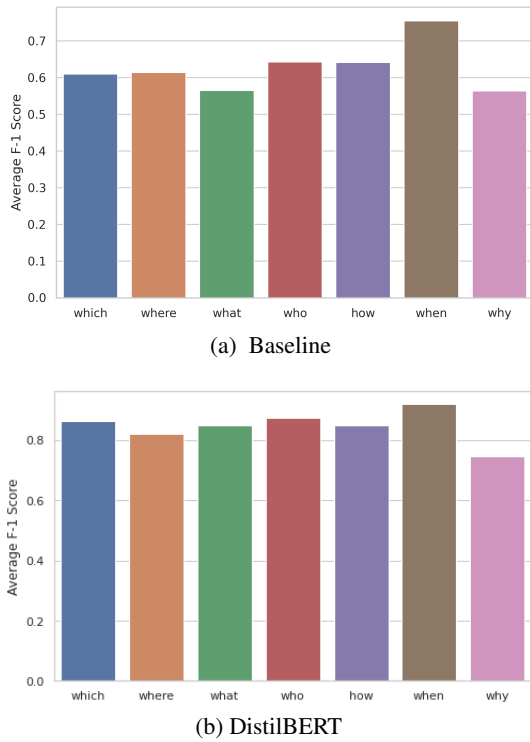 Average F-1 Score
0.7
0.6
0.5
0.4
0.3
0.2
0.1
0.0
which where what who how when why
(a) Baseline
Average F-1 Score
0.8
0.6
0.4
0.2
0.0
which where what who how when why
(b) DistilBERT